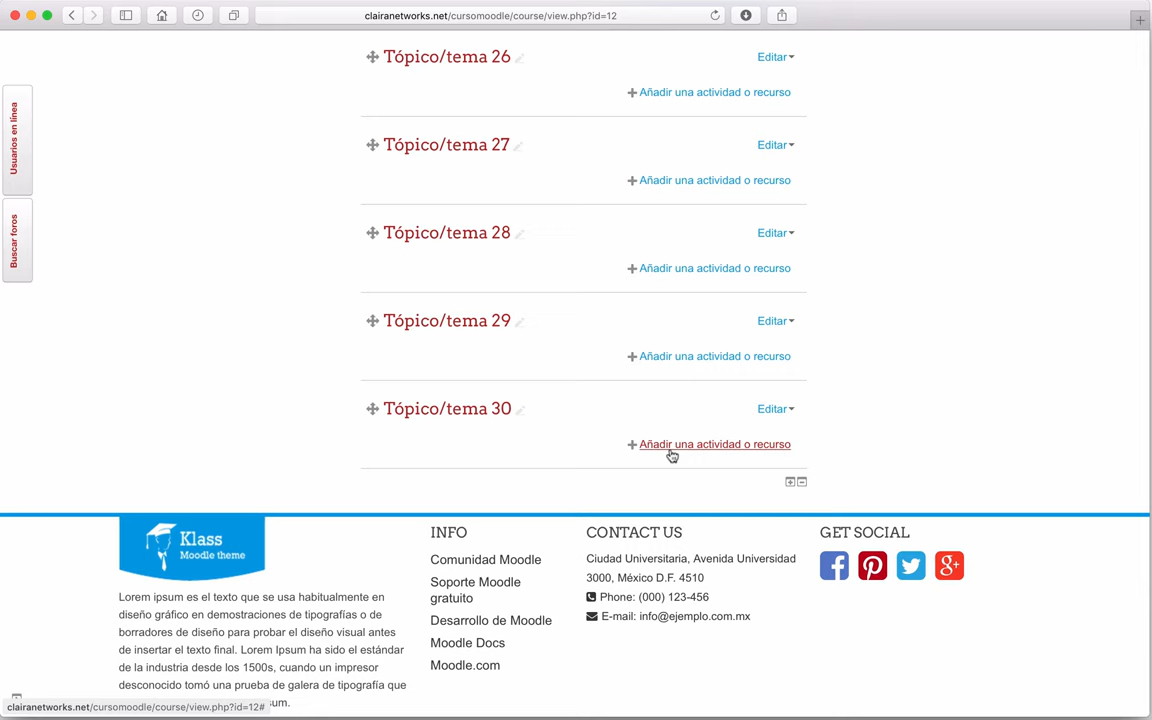 clairanetworks.net/cursomoodle/course/view.php?id=12
Usuarios en línea
Buscar foros
Tópico/tema 26
Editar
Añadir una actividad o recurso
Tópico/tema 27
Editar
Añadir una actividad o recurso
Tópico/tema 28
Editar
Añadir una actividad o recurso
Tópico/tema 29
Editar
Añadir una actividad o recurso
Tópico/tema 30
Editar
Añadir una actividad o recurso
Klass
Moodle theme
Lorem ipsum es el texto que se usa habitualmente en
diseño gráfico en demostraciones de tipografías o de
borradores de diseño para probar el diseño visual antes
de insertar el texto final. Lorem Ipsum ha sido el estándar
de la industria desde los 1500s, cuando un impresor
desconocido tomó una prueba de galera de tipografía que
sum.
INFO
Comunidad Moodle
Soporte Moodle
gratuito
Desarrollo de Moodle
Moodle Docs
Moodle.com
CONTACT US
Ciudad Universitaria, Avenida Universidad
3000, México D.F. 4510
Phone: (000) 123-456
E-mail: info@ejemplo.com.mx
GET SOCIAL
clairanetworks.net/cursomoodle/course/view.php?id=12#